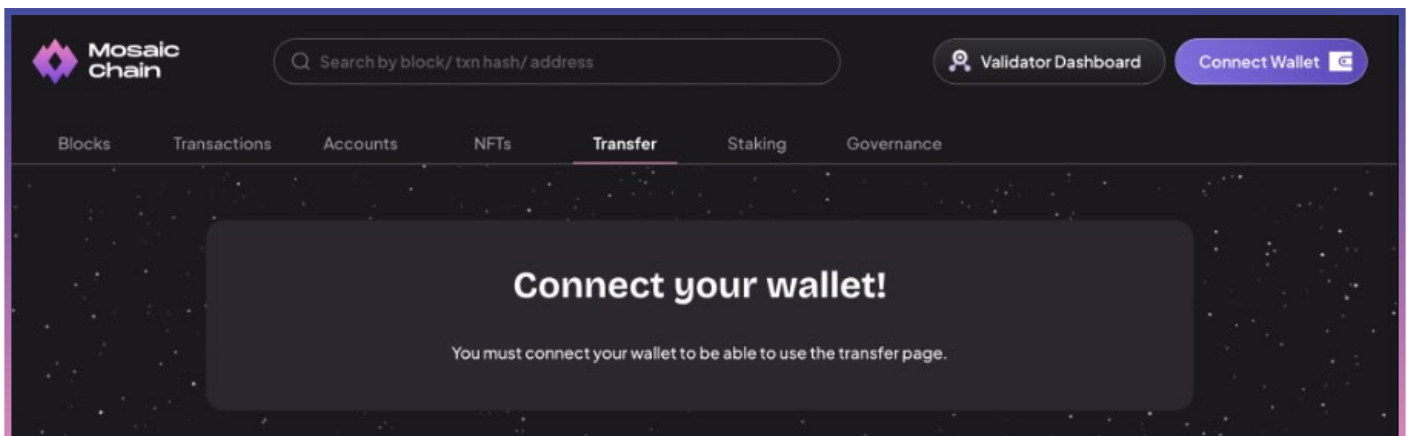 Mosaic
Chain
Search by block/ txn hash/ address
Validator Dashboard
Connect Wallet
Blocks Transactions Accounts NFTs Transfer Staking Governance
Connect your wallet!
You must connect your wallet to be able to use the transfer page.